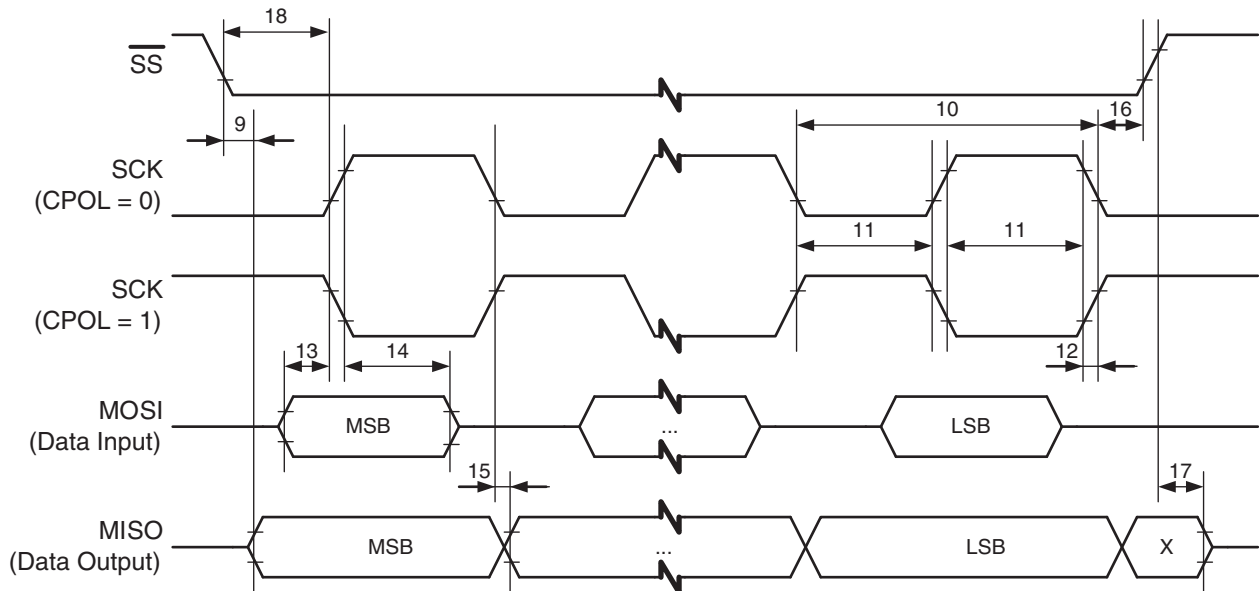 18
SS
9
10
16
SCK
(CPOL = 0)
11
11
SCK
(CPOL = 1)
13
14
12
MOSI
(Data Input)
MSB
...
LSB
15
17
MISO
(Data Output)
MSB
...
LSB
X